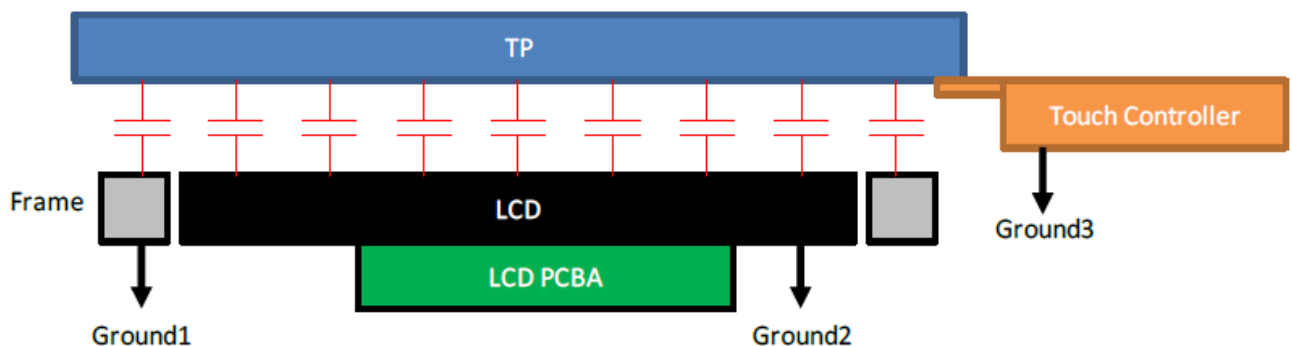 TP
Touch Controller
Frame
LCD
Ground3
LCD PCBA
Ground1
Ground2